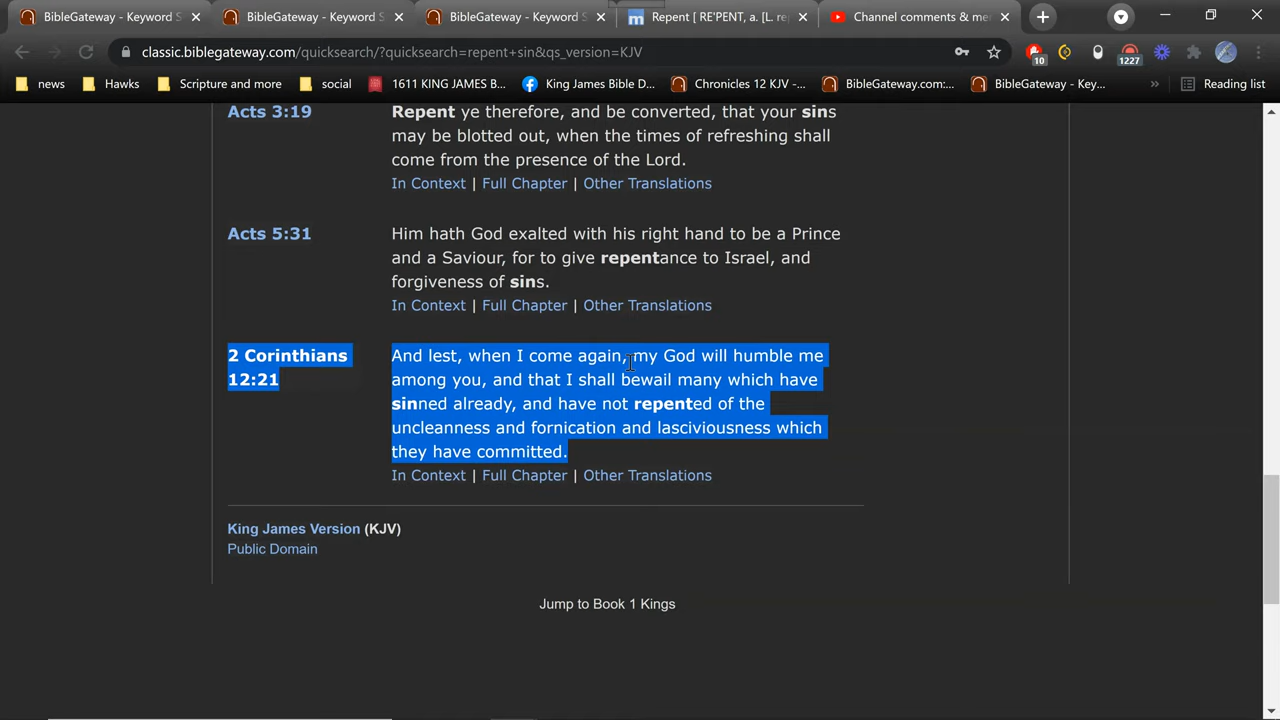 BibleGateway - Keyword S
BibleGateway - Keyword S
BibleGateway - Keyword S
Repent [ RE'PENT, a. [L. rep
Channel comments & me
classic.biblegateway.com/quicksearch/?quicksearch=repent+sin&qs_version=KJV
10
1227
news
Hawks
Scripture and more
social
1611 KING JAMES B...
King James Bible D...
Chronicles 12 KJV -...
BibleGateway.com:...
BibleGateway - Key...
»
Reading list
Acts 3:19
Repent ye therefore, and be converted, that your sins
may be blotted out, when the times of refreshing shall
come from the presence of the Lord.
In Context | Full Chapter | Other Translations
Acts 5:31
Him hath God exalted with his right hand to be a Prince
and a Saviour, for to give repentance to Israel, and
forgiveness of sins.
In Context | Full Chapter | Other Translations
2 Corinthians
12:21
And lest, when I come again, my God will humble me
among you, and that I shall bewail many which have
sinned already, and have not repented of the
uncleanness and fornication and lasciviousness which
they have committed.
In Context | Full Chapter | Other Translations
King James Version (KJV)
Public Domain
Jump to Book 1 Kings